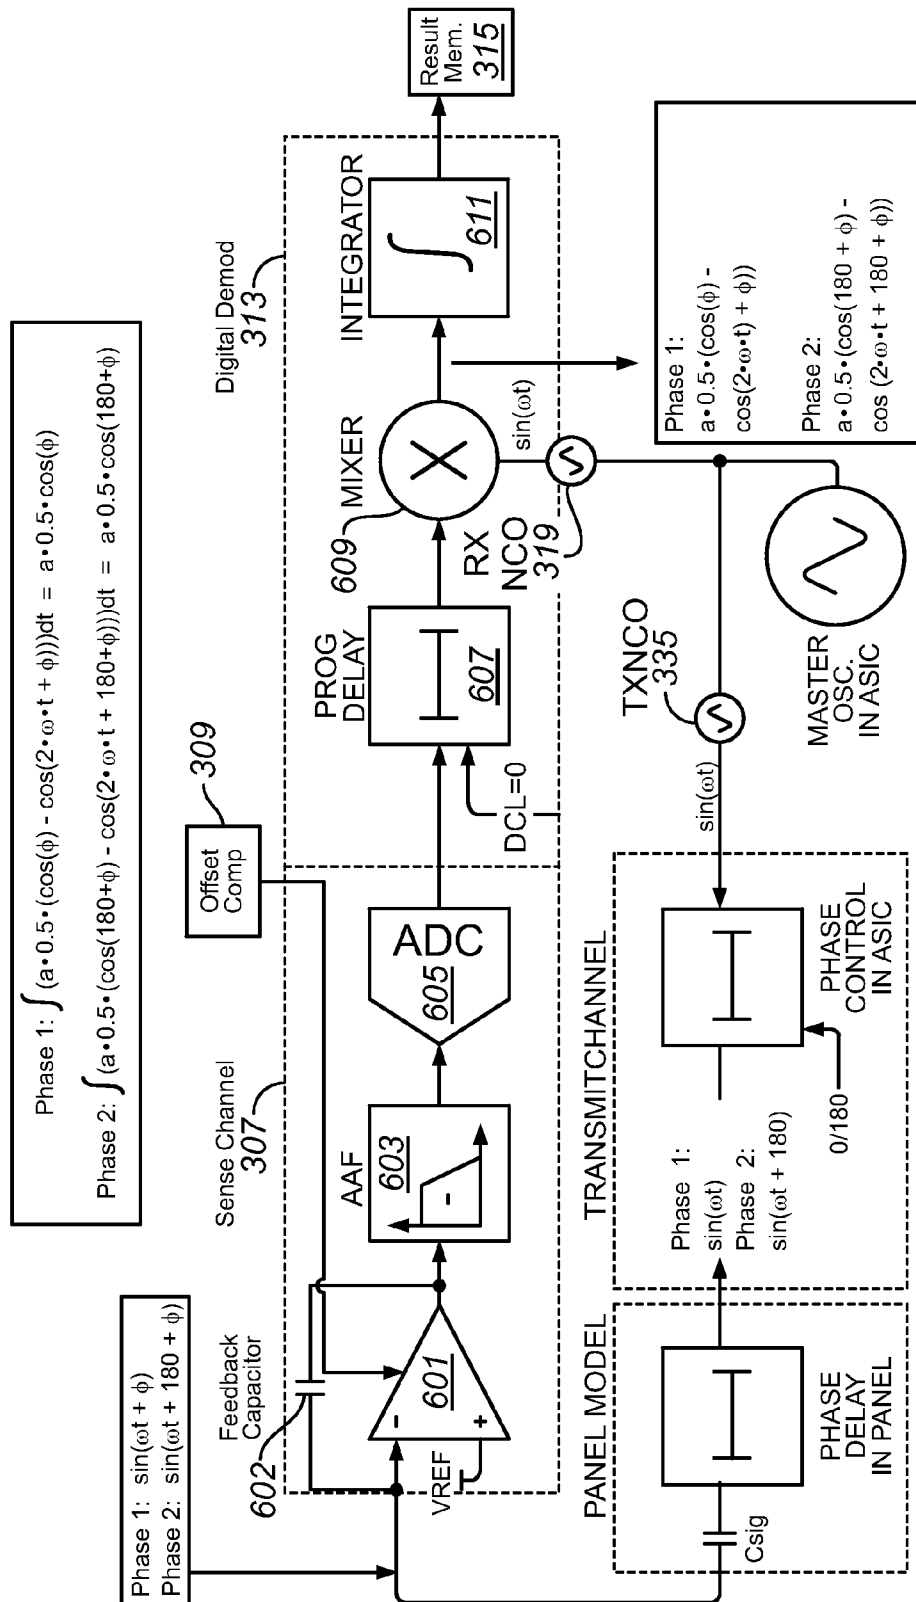 Phase 1: ∫(a•0.5•(cos(ϕ) - cos(2•ω•t + ϕ)))dt = a•0.5•cos(ϕ)
Phase 2: ∫(a•0.5•(cos(180+ϕ) - cos(2•ω•t + 180+ϕ)))dt = a•0.5•cos(180+ϕ)
Phase 1: sin(ωt + ϕ)
Phase 2: sin(ωt + 180 + ϕ)
Offset
Comp
309
Feedback
Capacitor
602
Sense Channel
307
Digital Demod
313
VREF
-
+
601
AAF
603
-
ADC
605
PROG
DELAY
607
DCL=0
MIXER
609
X
sin(ωt)
RX
NCO
319
INTEGRATOR
∫
611
Result
Mem.
315
PANEL MODEL
Csig
PHASE
DELAY
IN PANEL
TRANSMITCHANNEL
Phase 1:
sin(ωt)
Phase 2:
sin(ωt + 180)
0/180
PHASE
CONTROL
IN ASIC
sin(ωt)
TXNCO
335
MASTER
OSC.
IN ASIC
Phase 1:
a•0.5•(cos(ϕ) -
cos(2•ω•t) + ϕ))
Phase 2:
a•0.5•(cos(180 + ϕ) -
cos (2•ω•t + 180 + ϕ))